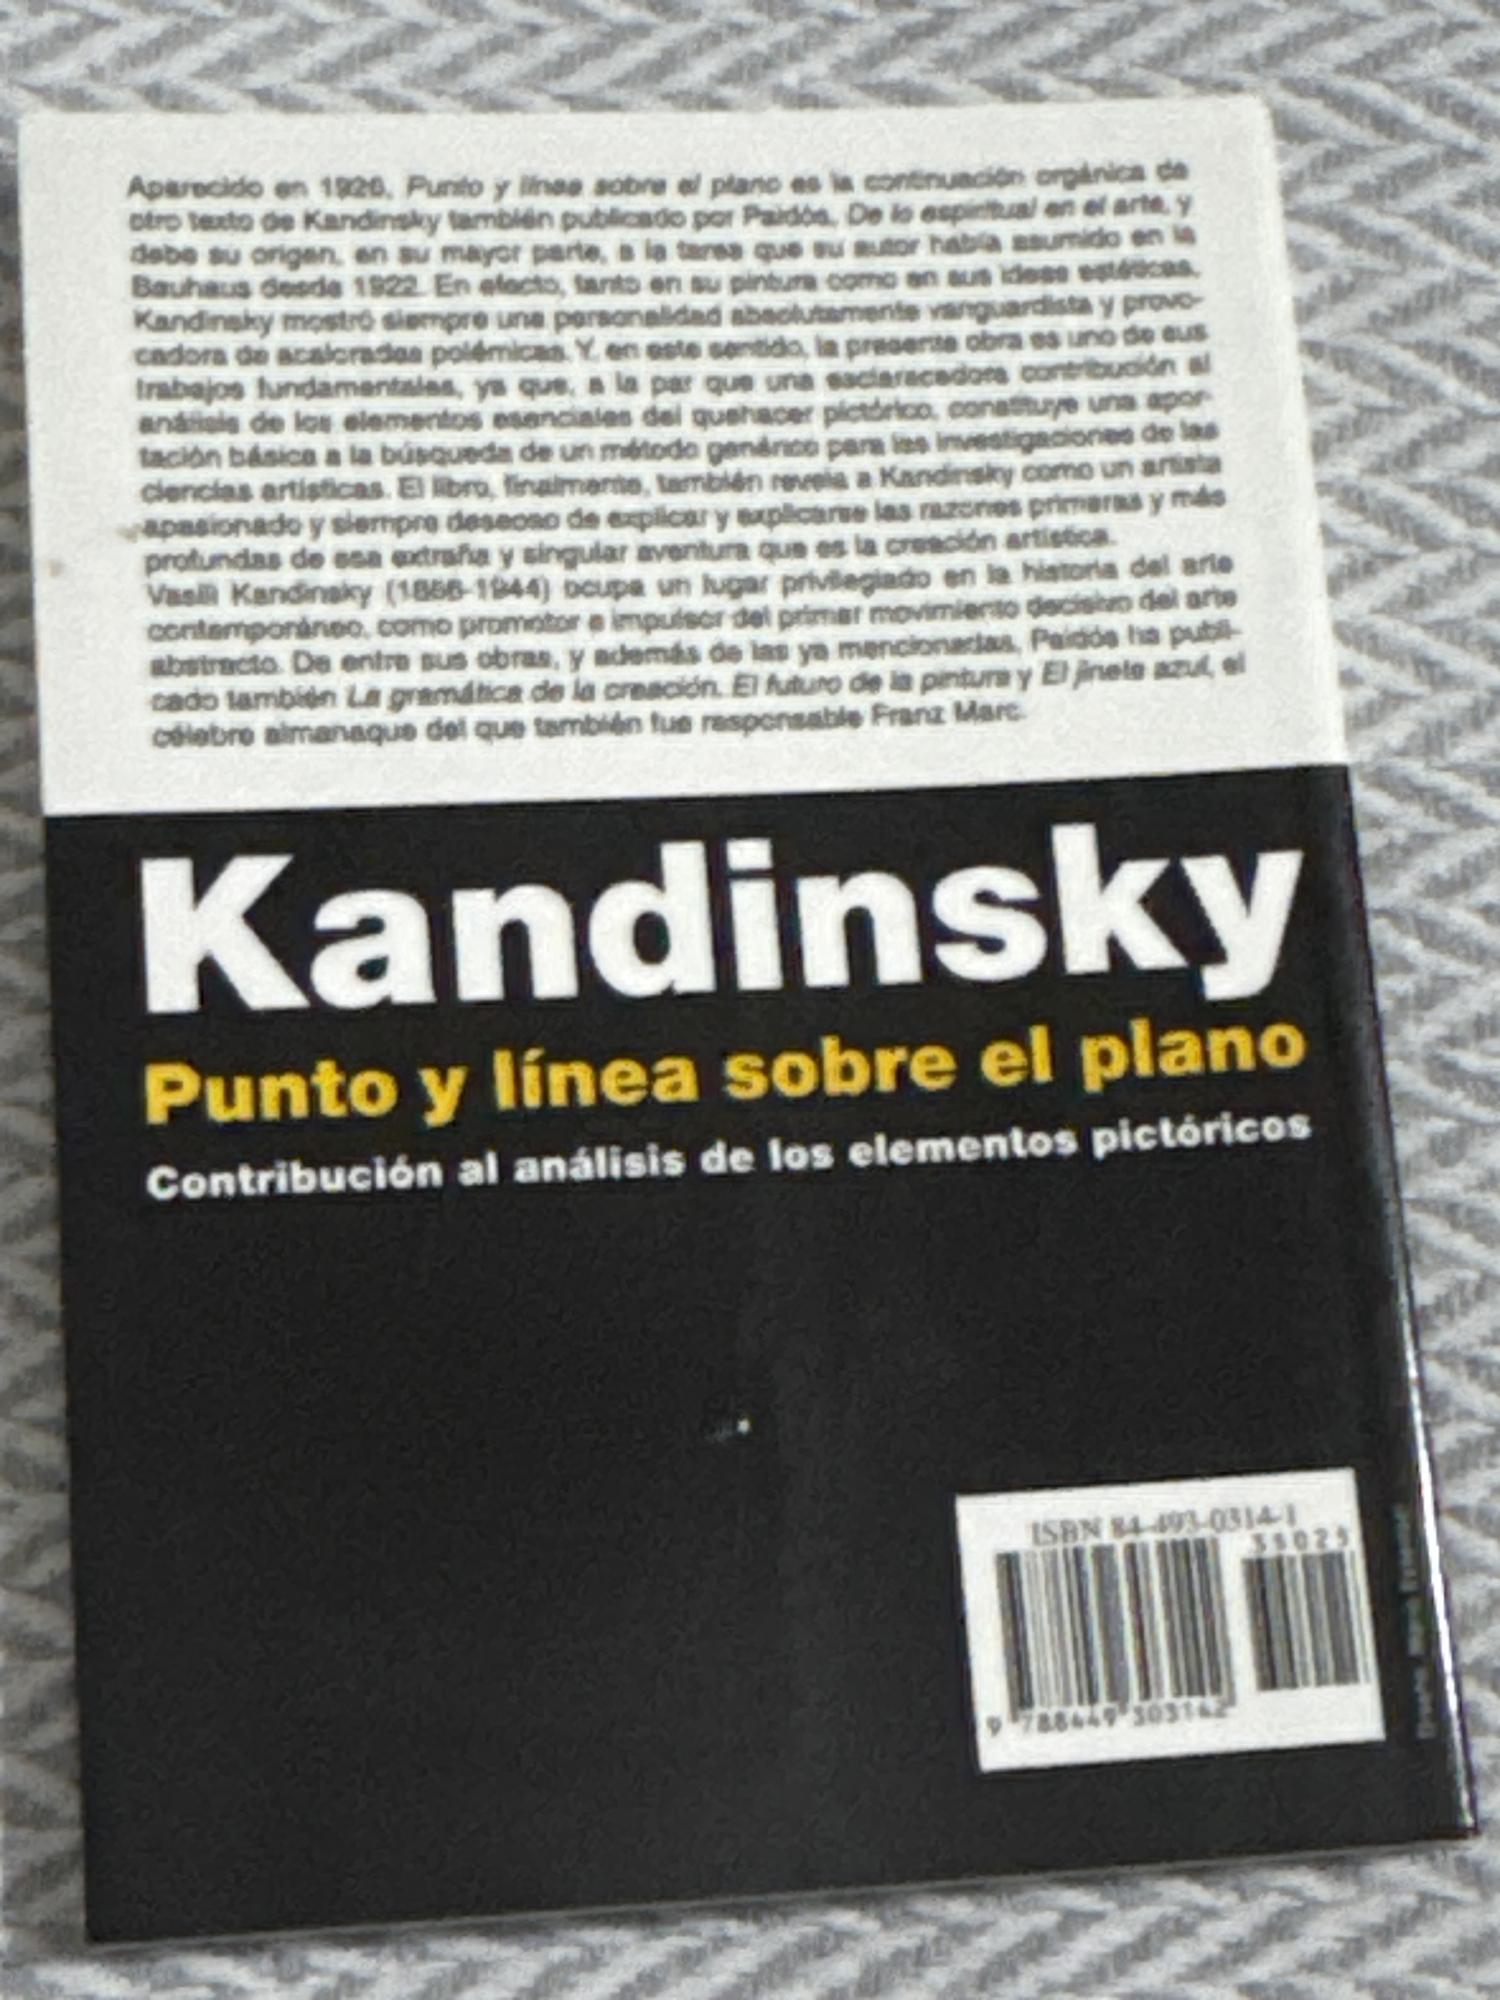 Aparecido en 1926, Punto y línea sobre el plano es la continuación orgánica de
otro texto de Kandinsky también publicado por Paidós, De lo espiritual en el arte, y
debe su origen, en su mayor parte, a la tarea que su autor había asumido en la
Bauhaus desde 1922. En efecto, tanto en su pintura como en sus ideas estéticas,
Kandinsky mostró siempre una personalidad absolutamente vanguardista y provo-
cadora de acaloradas polémicas. Y, en este sentido, la presente obra es uno de sus
trabajos fundamentales, ya que, a la par que una esclarecedora contribución al
análisis de los elementos esenciales del quehacer pictórico, constituye una apor-
tación básica a la búsqueda de un método genérico para las investigaciones de las
ciencias artísticas. El libro, finalmente, también revela a Kandinsky como un artista
apasionado y siempre deseoso de explicar y explicarse las razones primeras y más
profundas de esa extraña y singular aventura que es la creación artística.
Vasili Kandinsky (1866-1944) ocupa un lugar privilegiado en la historia del arte
contemporáneo, como promotor e impulsor del primer movimiento decisivo del arte
abstracto. De entre sus obras, y además de las ya mencionadas, Paidós ha publi-
cado también La gramática de la creación. El futuro de la pintura y El jinete azul, el
célebre almanaque del que también fue responsable Franz Marc.
Kandinsky
Punto y línea sobre el plano
Contribución al análisis de los elementos pictóricos
ISBN 84-493-0314-1
9 788449 303142